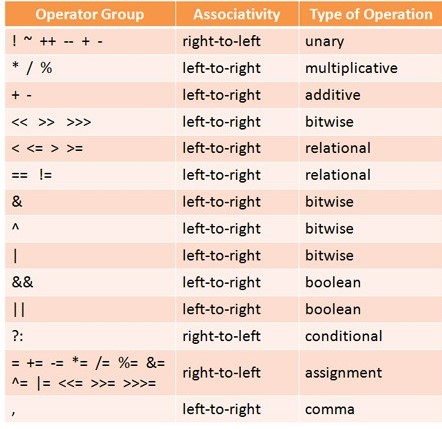 Operator Group Associativity Type of Operation
! ~ ++ -- + - right-to-left unary
* / % left-to-right multiplicative
+ - left-to-right additive
<< >> >>> left-to-right bitwise
< <= > >= left-to-right relational
== != left-to-right relational
& left-to-right bitwise
^ left-to-right bitwise
| left-to-right bitwise
&& left-to-right boolean
|| left-to-right boolean
?: right-to-left conditional
= += -= *= /= %= &=
^= |= <<= >>= >>>= right-to-left assignment
, left-to-right comma